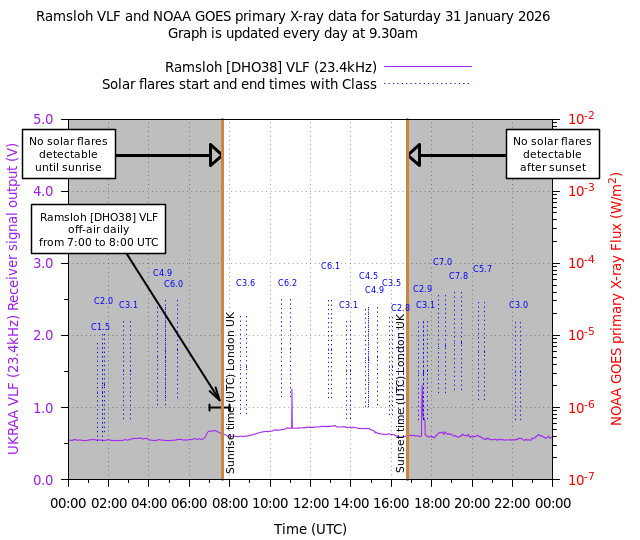 Ramsloh VLF and NOAA GOES primary X-ray data for Saturday 31 January 2026
Graph is updated every day at 9.30am
Ramsloh [DHO38] VLF (23.4kHz)
Solar flares start and end times with Class
5.0
4.0
3.0
2.0
1.0
0.0
UKRAA VLF (23.4kHz) Receiver signal output (V)
No solar flares
detectable
until sunrise
No solar flares
detectable
after sunset
Ramsloh [DHO38] VLF
off-air daily
from 7:00 to 8:00 UTC
C1.5
C2.0
C3.1
C4.9
C6.0
C3.6
C6.2
C6.1
C3.1
C4.5
C4.9
C3.5
C2.8
C2.9
C3.1
C7.0
C7.8
C5.7
C3.0
Sunrise time (UTC) London UK
Sunset time (UTC) London UK
10-2
10-3
10-4
10-5
10-6
10-7
NOAA GOES primary X-ray Flux (W/m2)
00:00 02:00 04:00 06:00 08:00 10:00 12:00 14:00 16:00 18:00 20:00 22:00 00:00
Time (UTC)